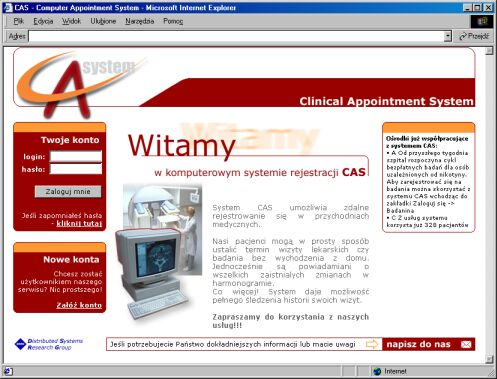 CAS - Computer Appointment System - Microsoft Internet Explorer
Plik Edycja Widok Ulubione Narzędzia Pomoc
Adres Przejdź
CA system
Clinical Appointment System
Twoje konto
login:
hasło:
Zaloguj mnie
Jeśli zapomniałeś hasła
- kliknij tutaj
Nowe konta
Chcesz zostać
użytkownikiem naszego
serwisu? Nic prostszego!
Załóż konto
Witamy
Witamy
w komputerowym systemie rejestracji CAS
System CAS umożliwia zdalne
rejestrowanie się w przychodniach
medycznych.
Nasi pacjenci mogą w prosty sposób
ustalić termin wizyty lekarskich czy
badania bez wychodzenia z domu.
Jednocześnie są powiadamiani o
wszelkich zaistniałych zmianach w
harmonogramie.
Co więcej! System daje możliwość
pełnego śledzenia historii swoich wizyt.
Zapraszamy do korzystania z naszych
usług!!!
Ośrodki już współpracujące
z systemem CAS:
• A Od przyszłego tygodnia
szpital rozpoczyna cykl
bezpłatnych badań dla osób
uzależnionych od nikotyny.
Aby zarejestrować się na
badania można skorzystać z
systemu CAS wchodząc do
zakładki Zaloguj się ->
Badanina
• C Z usług systemu
korzysta już 328 pacjentów
Distributed Systems
Research Group
Jeśli potrzebujecie Państwo dokładniejszych informacji lub macie uwagi
napisz do nas
Internet